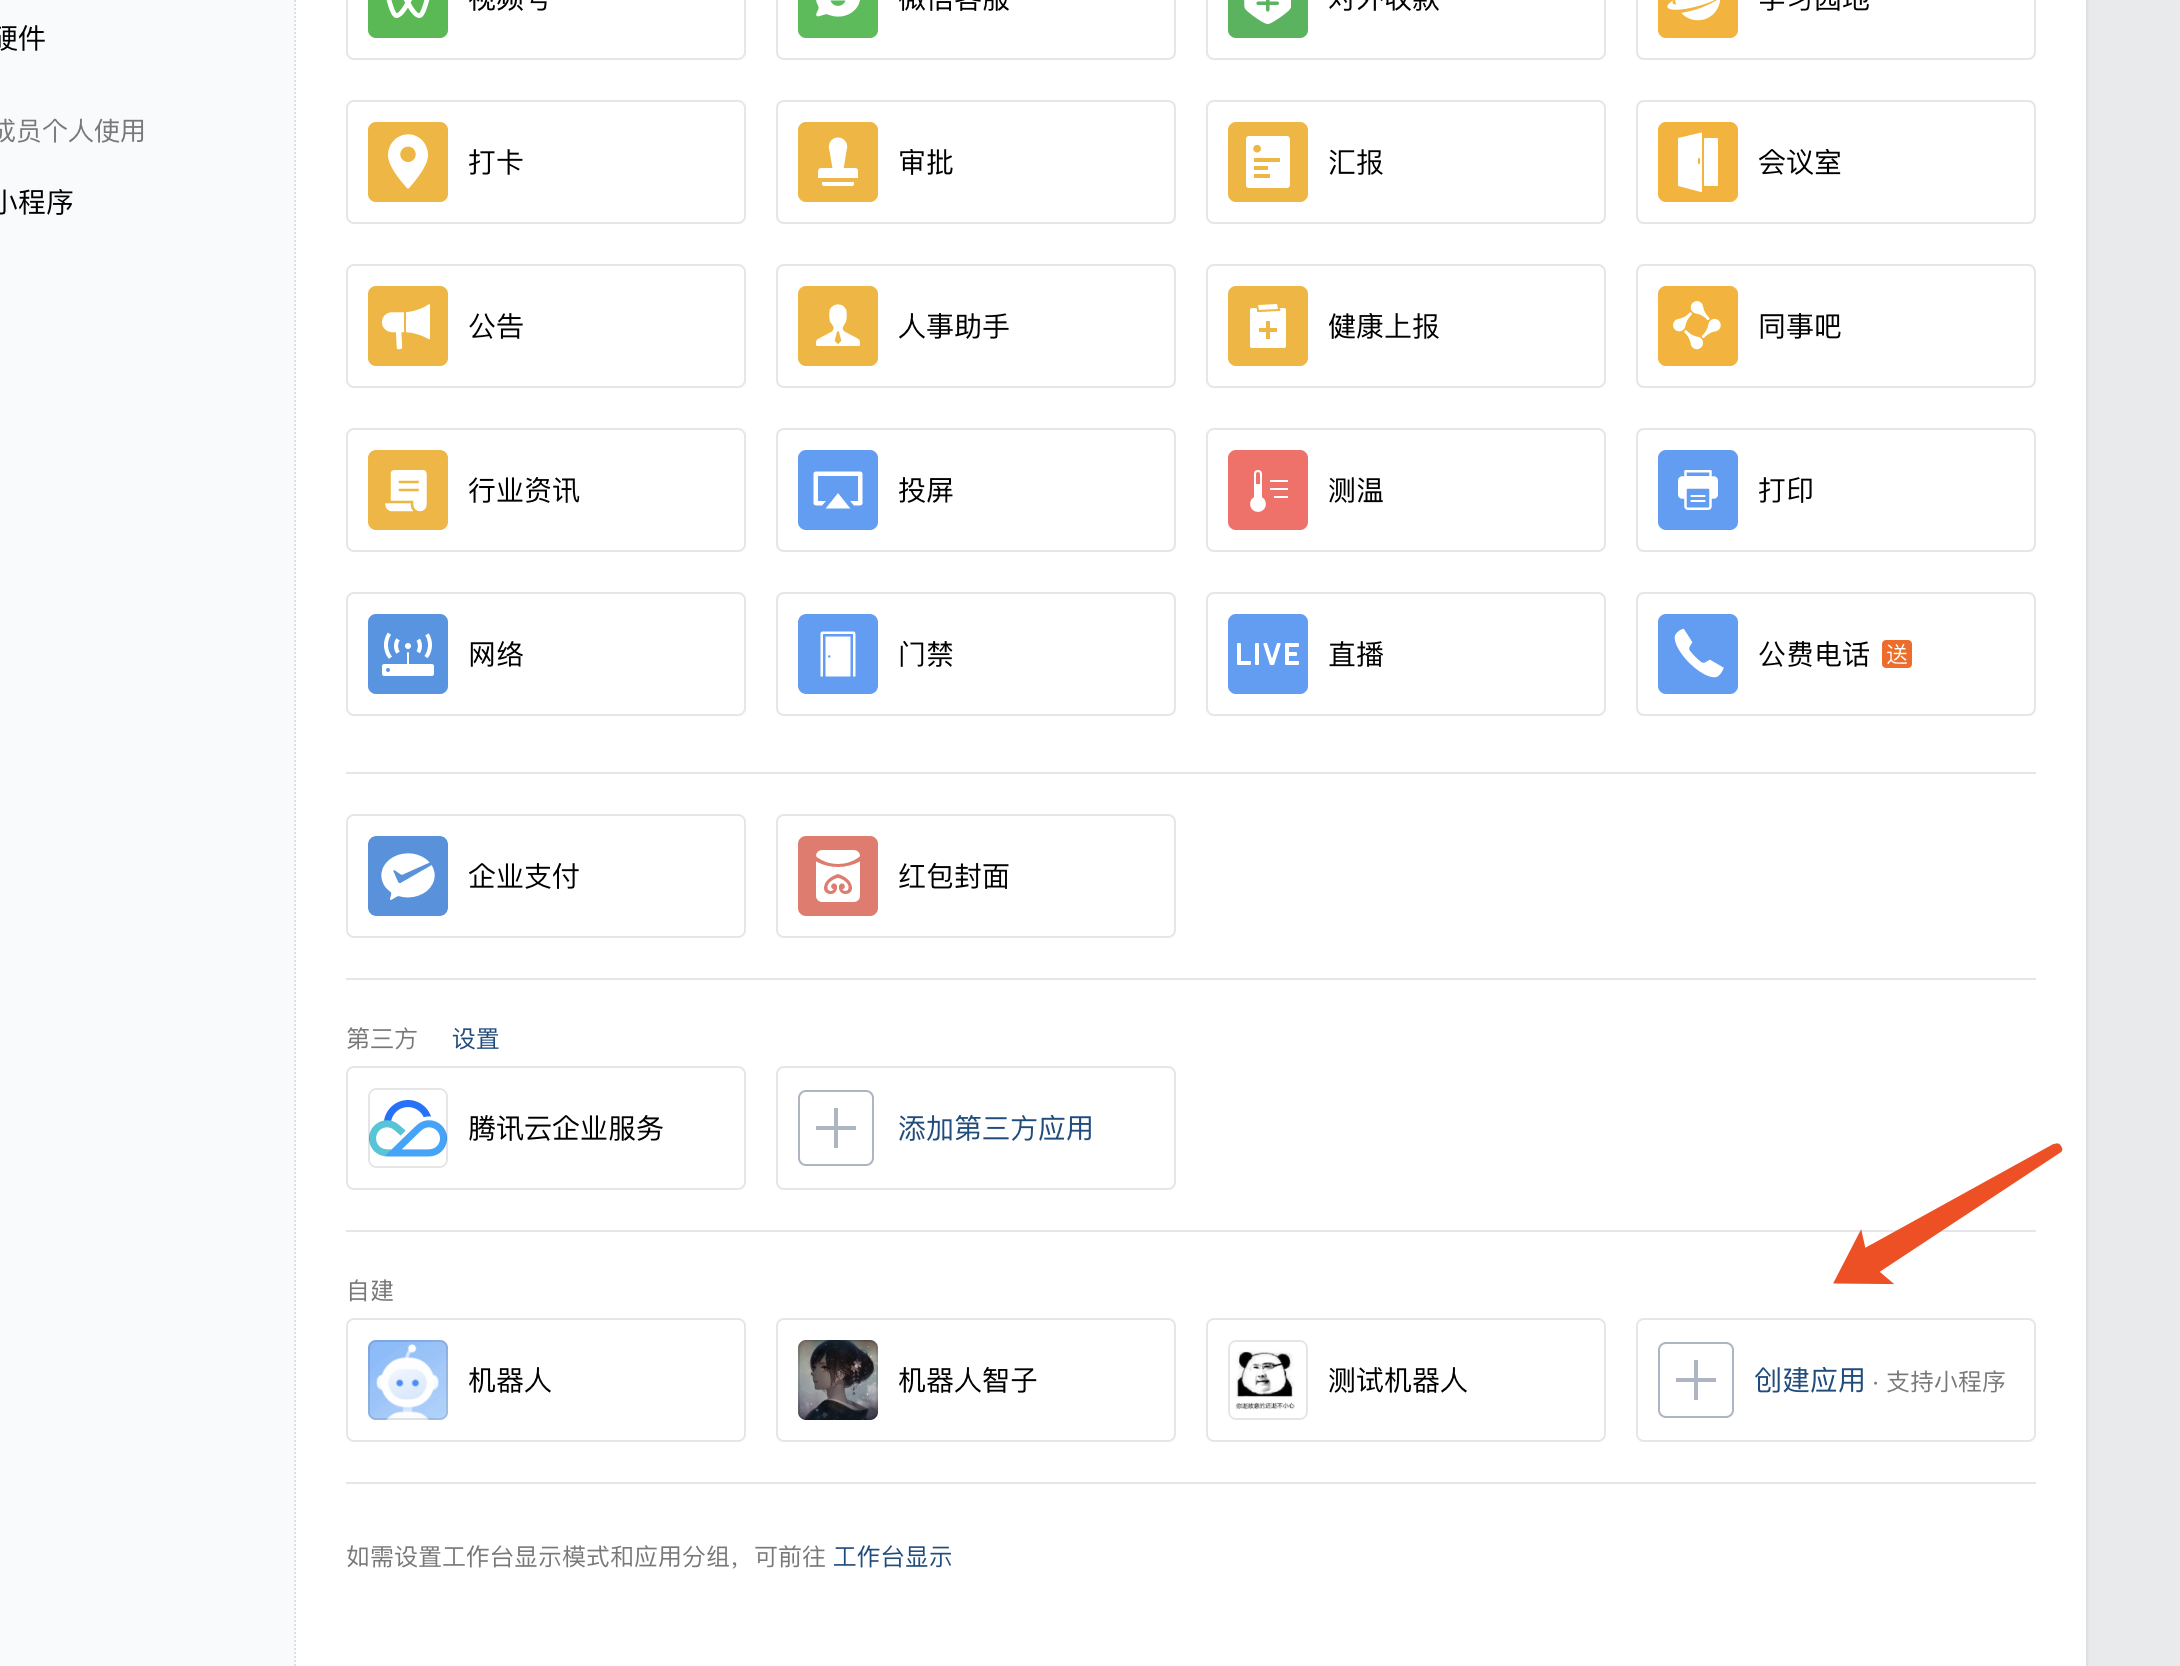 视频号
微信客服
对外收款
学习园地
硬件
成员个人使用
小程序
打卡
审批
汇报
会议室
公告
人事助手
健康上报
同事吧
行业资讯
投屏
测温
打印
网络
门禁
LIVE
直播
公费电话 送
企业支付
红包封面
第三方 设置
腾讯云企业服务
添加第三方应用
自建
机器人
机器人智子
测试机器人
创建应用 · 支持小程序
如需设置工作台显示模式和应用分组，可前往 工作台显示